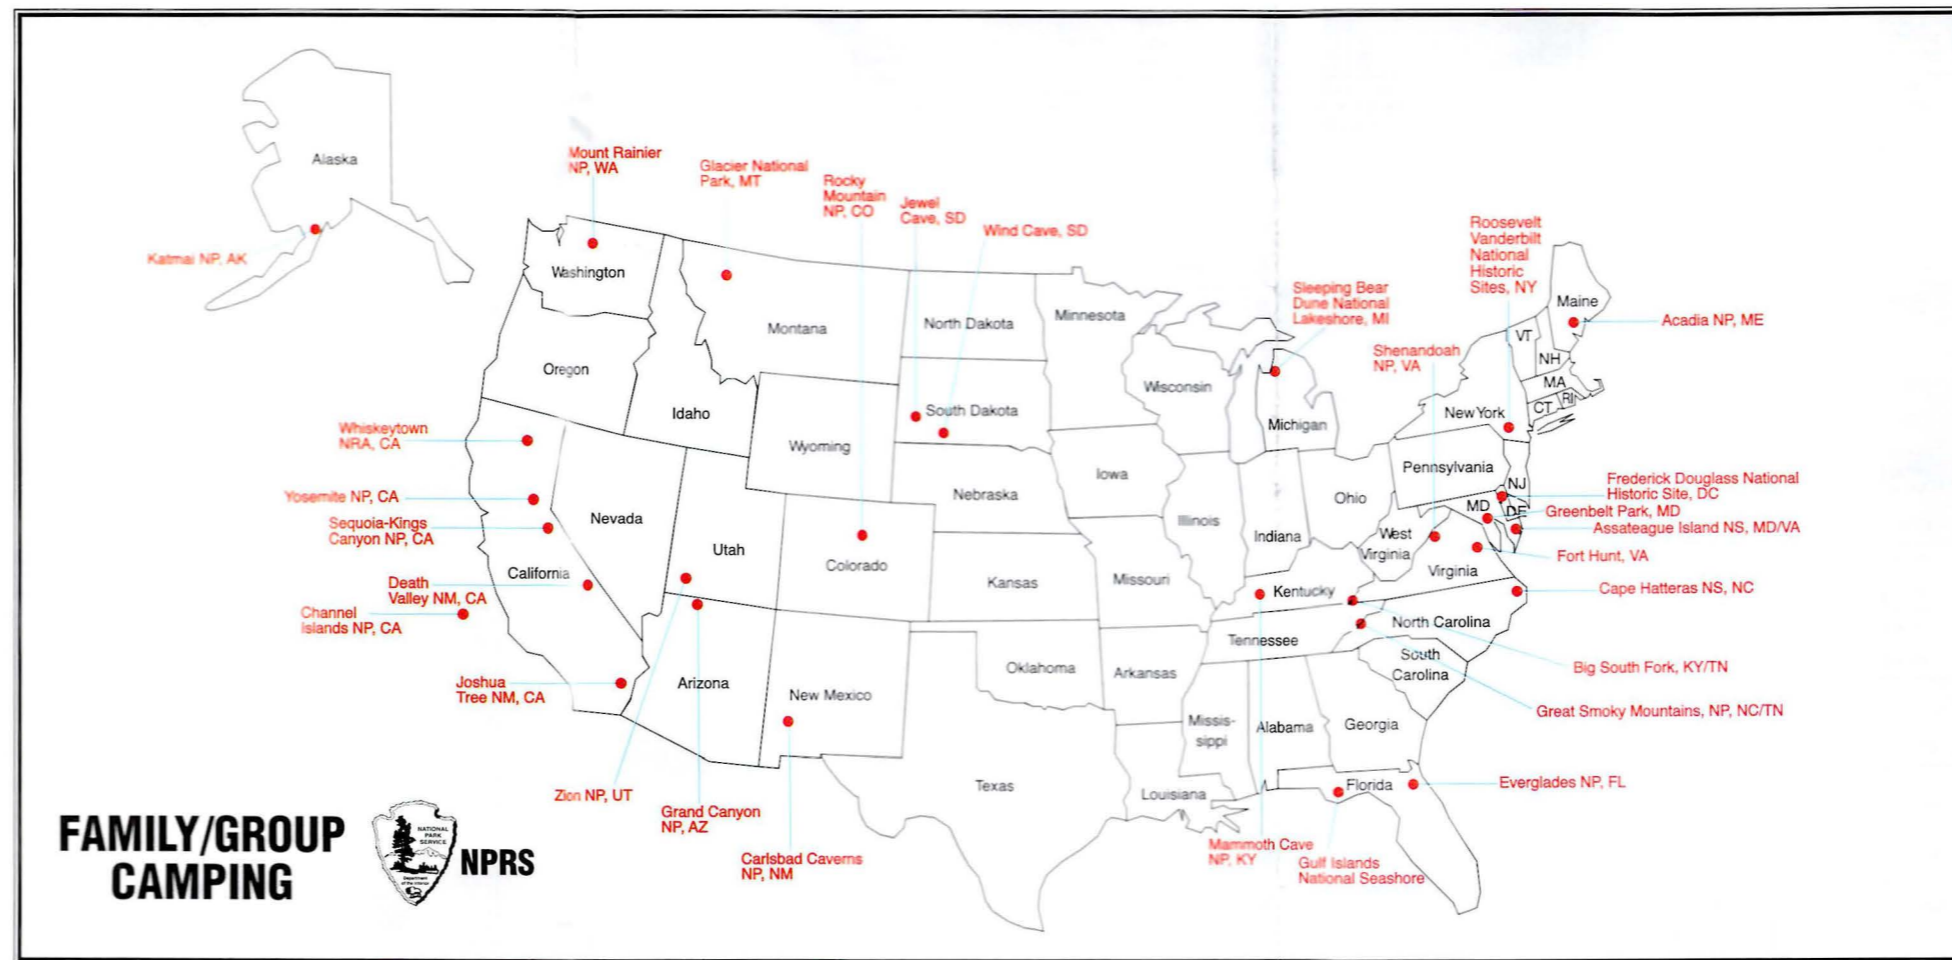 Alaska
Katmai NP, AK
Mount Rainier
NP, WA
Glacier National
Park, MT
Rocky
Mountain
NP, CO
Jewel
Cave, SD
Wind Cave, SD
Sleeping Bear
Dune National
Lakeshore, MI
Roosevelt
Vanderbilt
National
Historic
Sites, NY
Shenandoah
NP, VA
Acadia NP, ME
Washington
Oregon
Idaho
Montana
North Dakota
Minnesota
South Dakota
Wyoming
Wisconsin
Michigan
Maine
VT
NH
MA
CT
RI
New York
Pennsylvania
NJ
MD
DE
Whiskeytown
NRA, CA
Yosemite NP, CA
Sequoia-Kings
Canyon NP, CA
Death
Valley NM, CA
Channel
Islands NP, CA
Joshua
Tree NM, CA
California
Nevada
Utah
Colorado
Nebraska
Iowa
Kansas
Missouri
Illinois
Indiana
Ohio
West
Virginia
Virginia
Kentucky
Tennessee
North Carolina
South
Carolina
Arizona
New Mexico
Oklahoma
Arkansas
Texas
Louisiana
Missis-
sippi
Alabama
Georgia
Florida
Frederick Douglass National
Historic Site, DC
Greenbelt Park, MD
Assateague Island NS, MD/VA
Fort Hunt, VA
Cape Hatteras NS, NC
Big South Fork, KY/TN
Great Smoky Mountains, NP, NC/TN
Everglades NP, FL
Zion NP, UT
Grand Canyon
NP, AZ
Carlsbad Caverns
NP, NM
Mammoth Cave
NP, KY
Gulf Islands
National Seashore
FAMILY/GROUP
CAMPING
NATIONAL
PARK
SERVICE
Department
of the Interior
NPRS